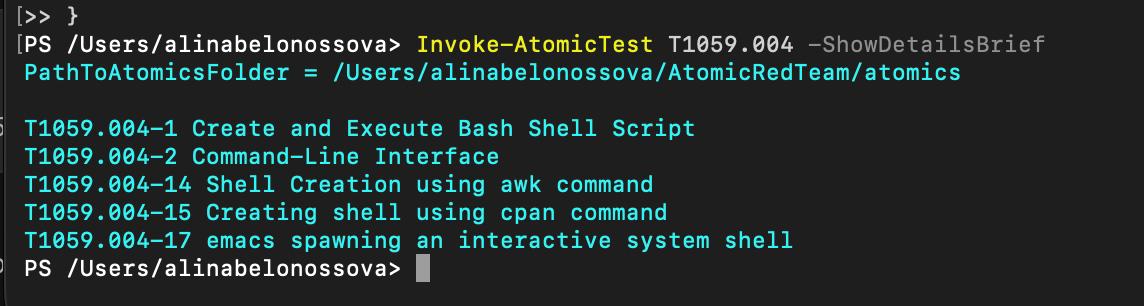 [>> }
[PS /Users/alinabelonossova> Invoke-AtomicTest T1059.004 -ShowDetailsBrief
PathToAtomicsFolder = /Users/alinabelonossova/AtomicRedTeam/atomics
T1059.004-1 Create and Execute Bash Shell Script
T1059.004-2 Command-Line Interface
T1059.004-14 Shell Creation using awk command
T1059.004-15 Creating shell using cpan command
T1059.004-17 emacs spawning an interactive system shell
PS /Users/alinabelonossova>